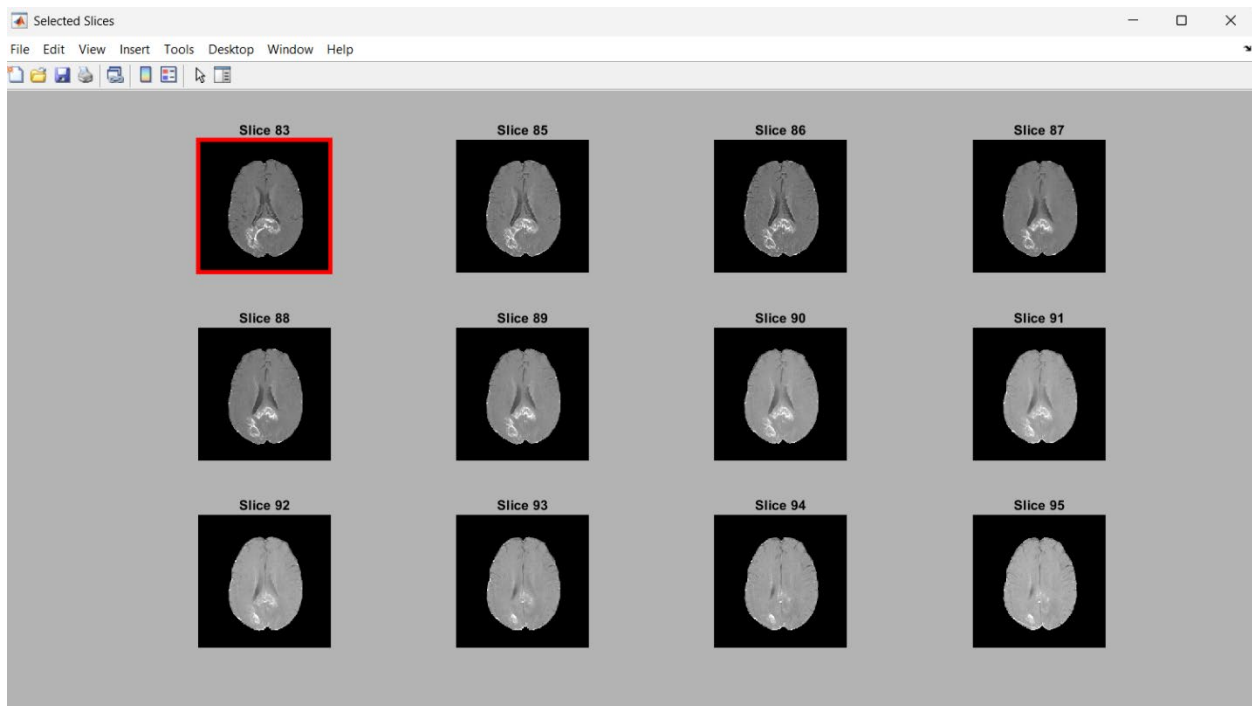 Selected Slices
File Edit View Insert Tools Desktop Window Help
Slice 83 Slice 85 Slice 86 Slice 87
Slice 88 Slice 89 Slice 90 Slice 91
Slice 92 Slice 93 Slice 94 Slice 95